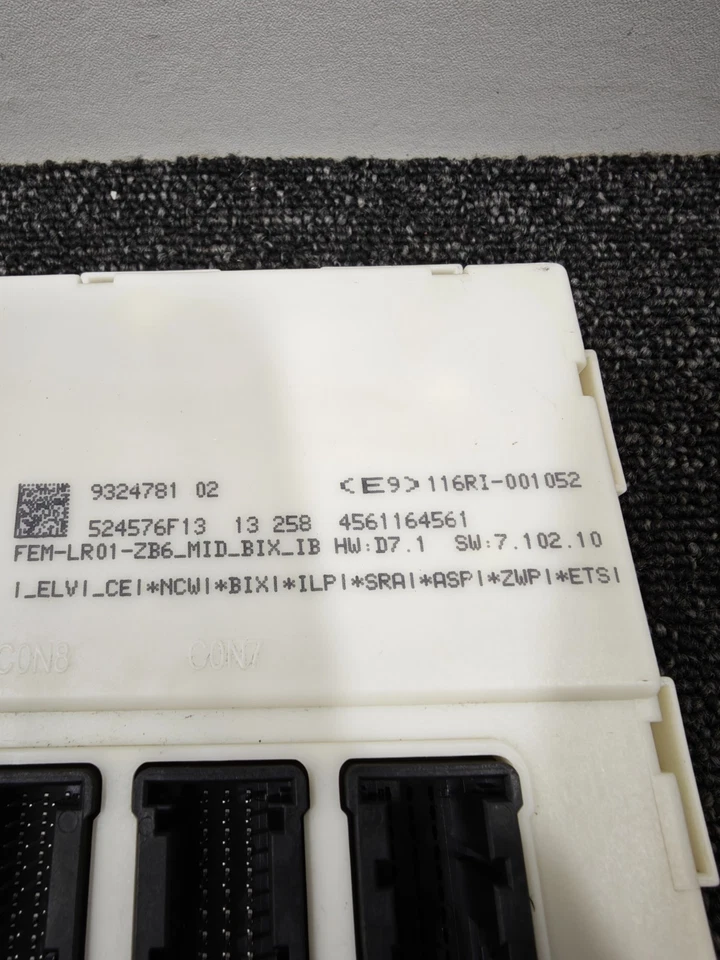 9324781 02 <E9> 116RI-001052
524576F13 13 258 4561164561
FEM-LR01-ZB6_MID_BIX_IB HW:D7.1 SW:7.102.10
|_ELV|_CE|*NCW|*BIX|*ILP|*SRA|*ASP|*ZWP|*ETS|
CON8 CON7